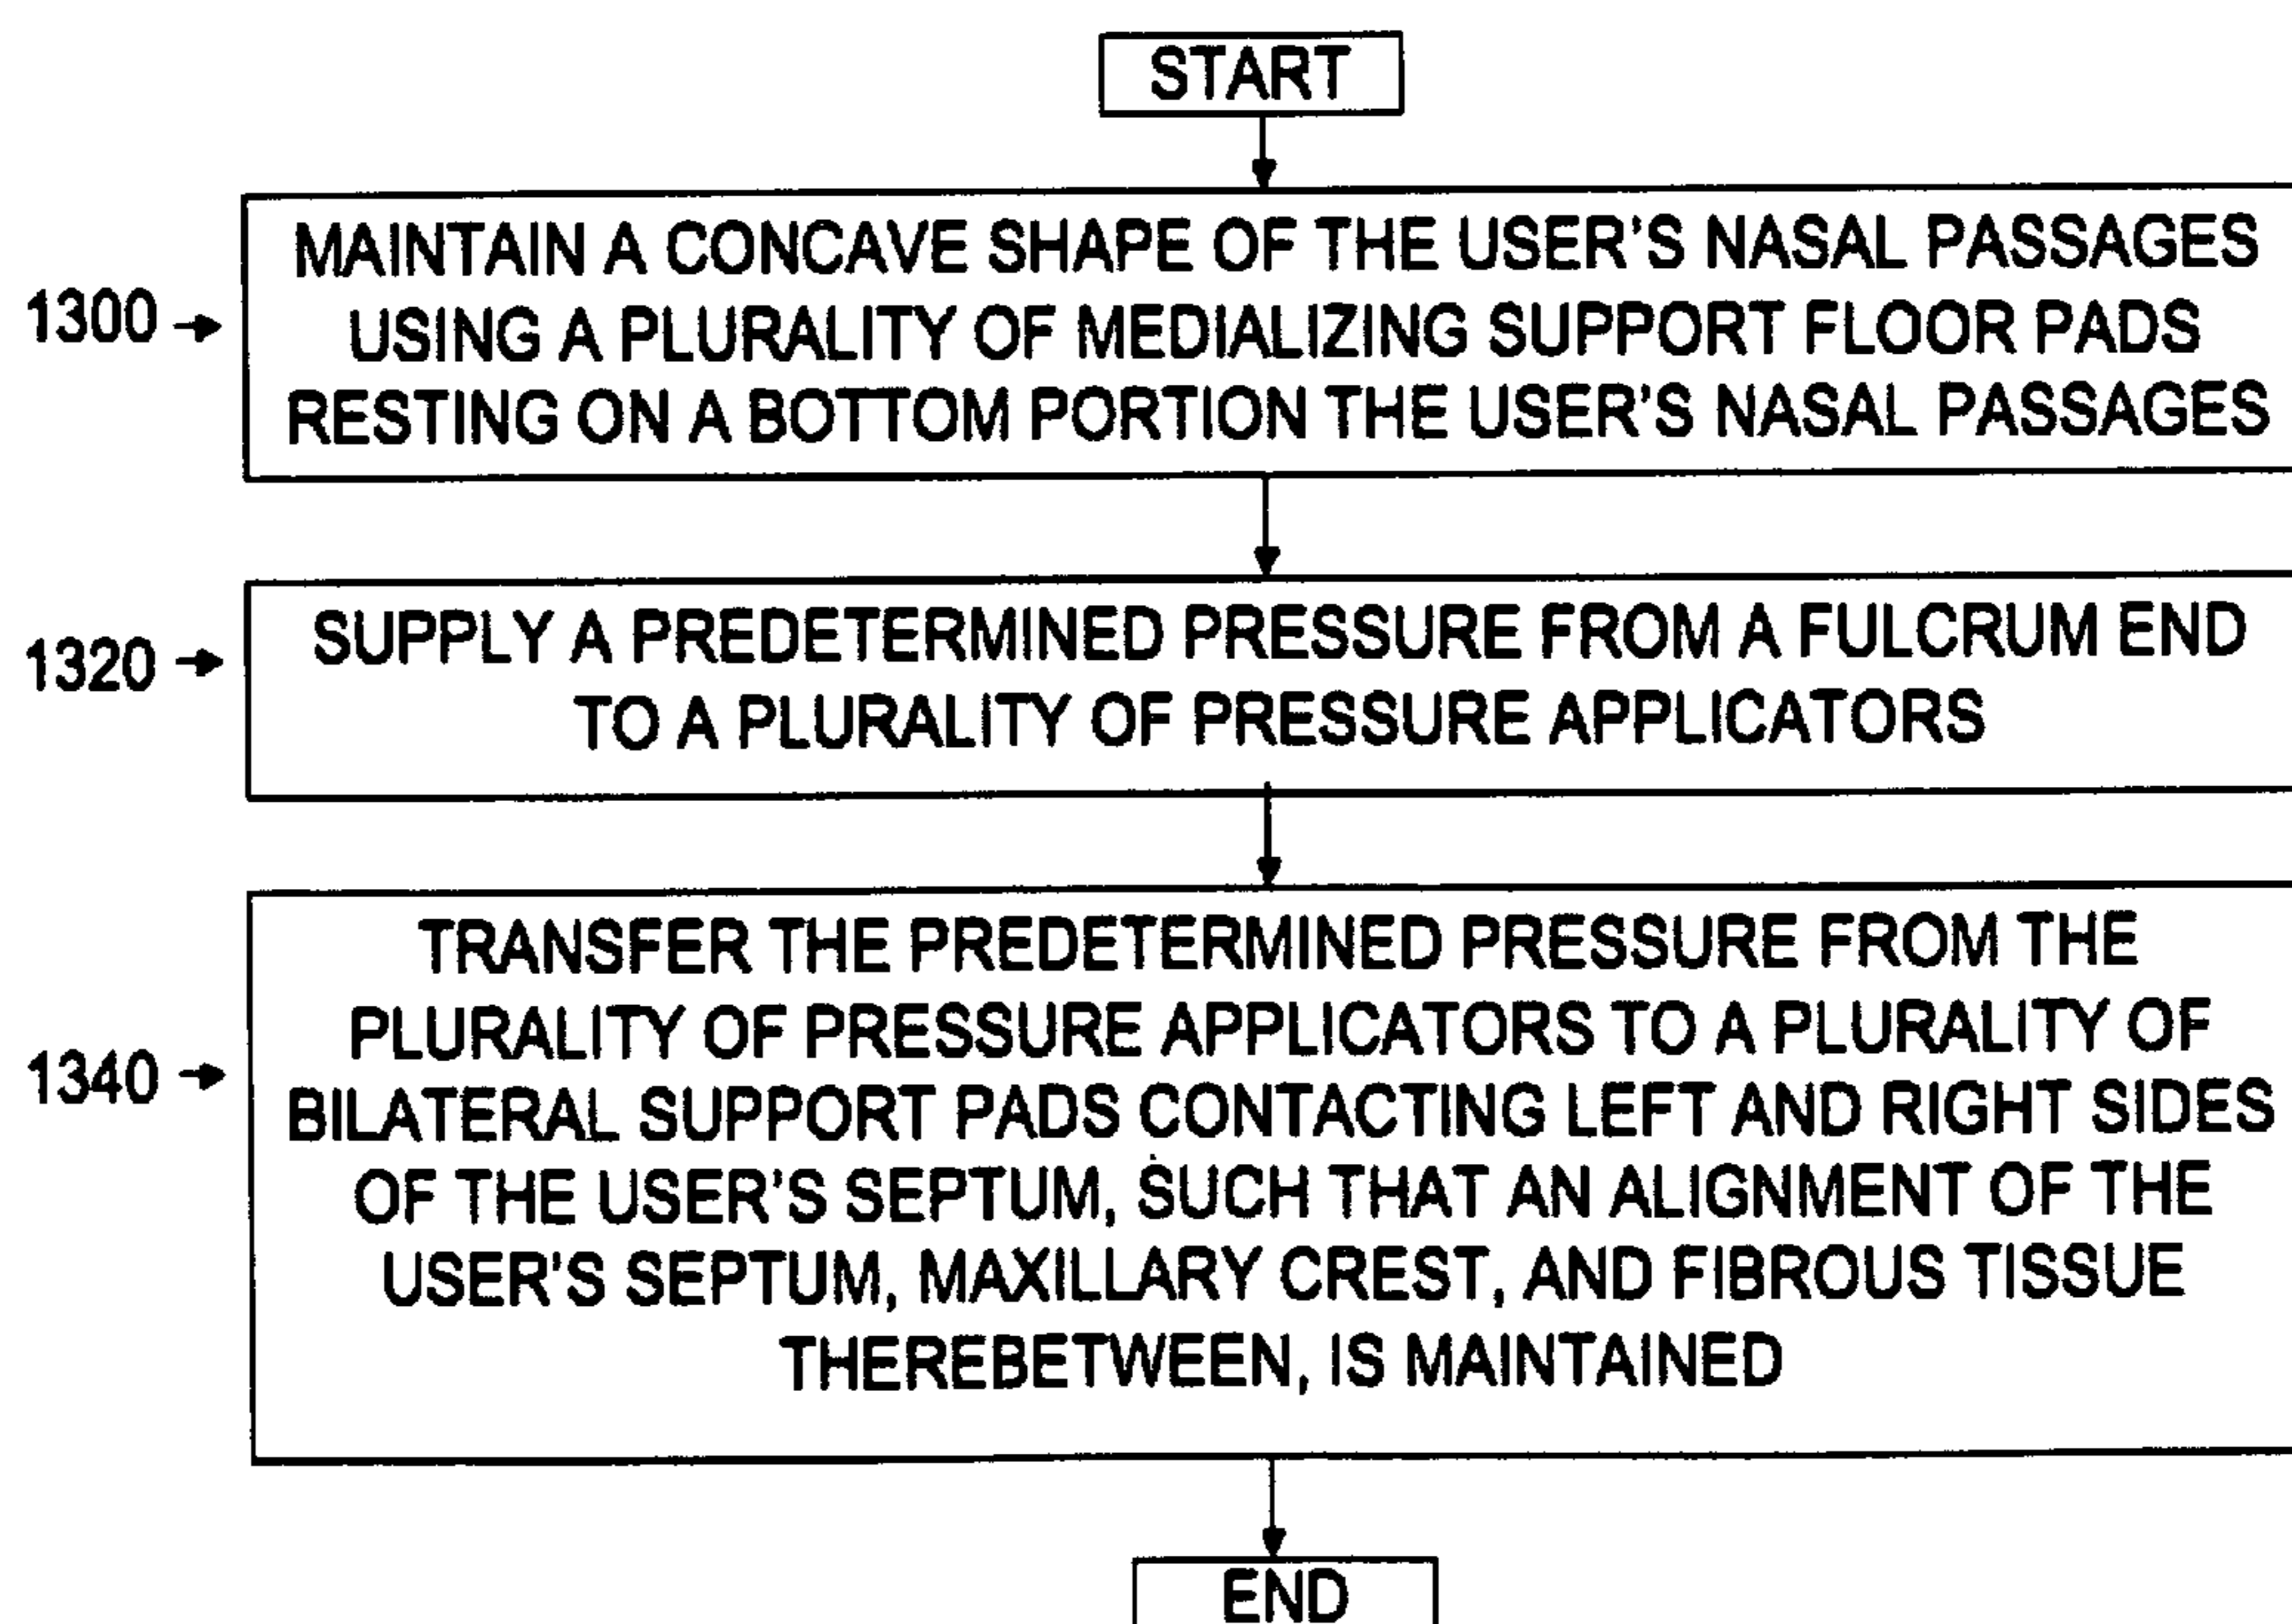 START
1300
MAINTAIN A CONCAVE SHAPE OF THE USER'S NASAL PASSAGES
USING A PLURALITY OF MEDIALIZING SUPPORT FLOOR PADS
RESTING ON A BOTTOM PORTION THE USER'S NASAL PASSAGES
1320
SUPPLY A PREDETERMINED PRESSURE FROM A FULCRUM END
TO A PLURALITY OF PRESSURE APPLICATORS
1340
TRANSFER THE PREDETERMINED PRESSURE FROM THE
PLURALITY OF PRESSURE APPLICATORS TO A PLURALITY OF
BILATERAL SUPPORT PADS CONTACTING LEFT AND RIGHT SIDES
OF THE USER'S SEPTUM, SUCH THAT AN ALIGNMENT OF THE
USER'S SEPTUM, MAXILLARY CREST, AND FIBROUS TISSUE
THEREBETWEEN, IS MAINTAINED
END